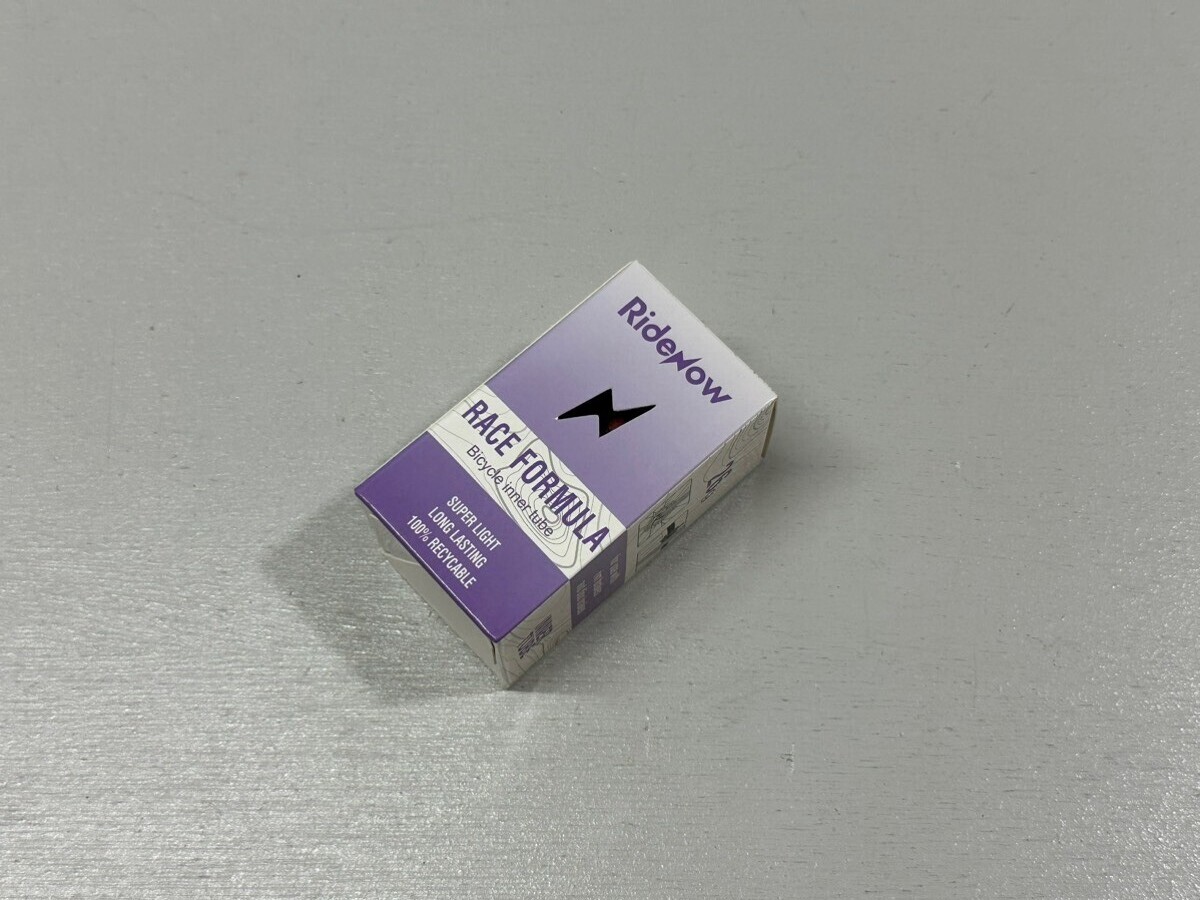 RideNow
RACE FORMULA
Bicycle inner tube
SUPER LIGHT
LONG LASTING
100% RECYCABLE